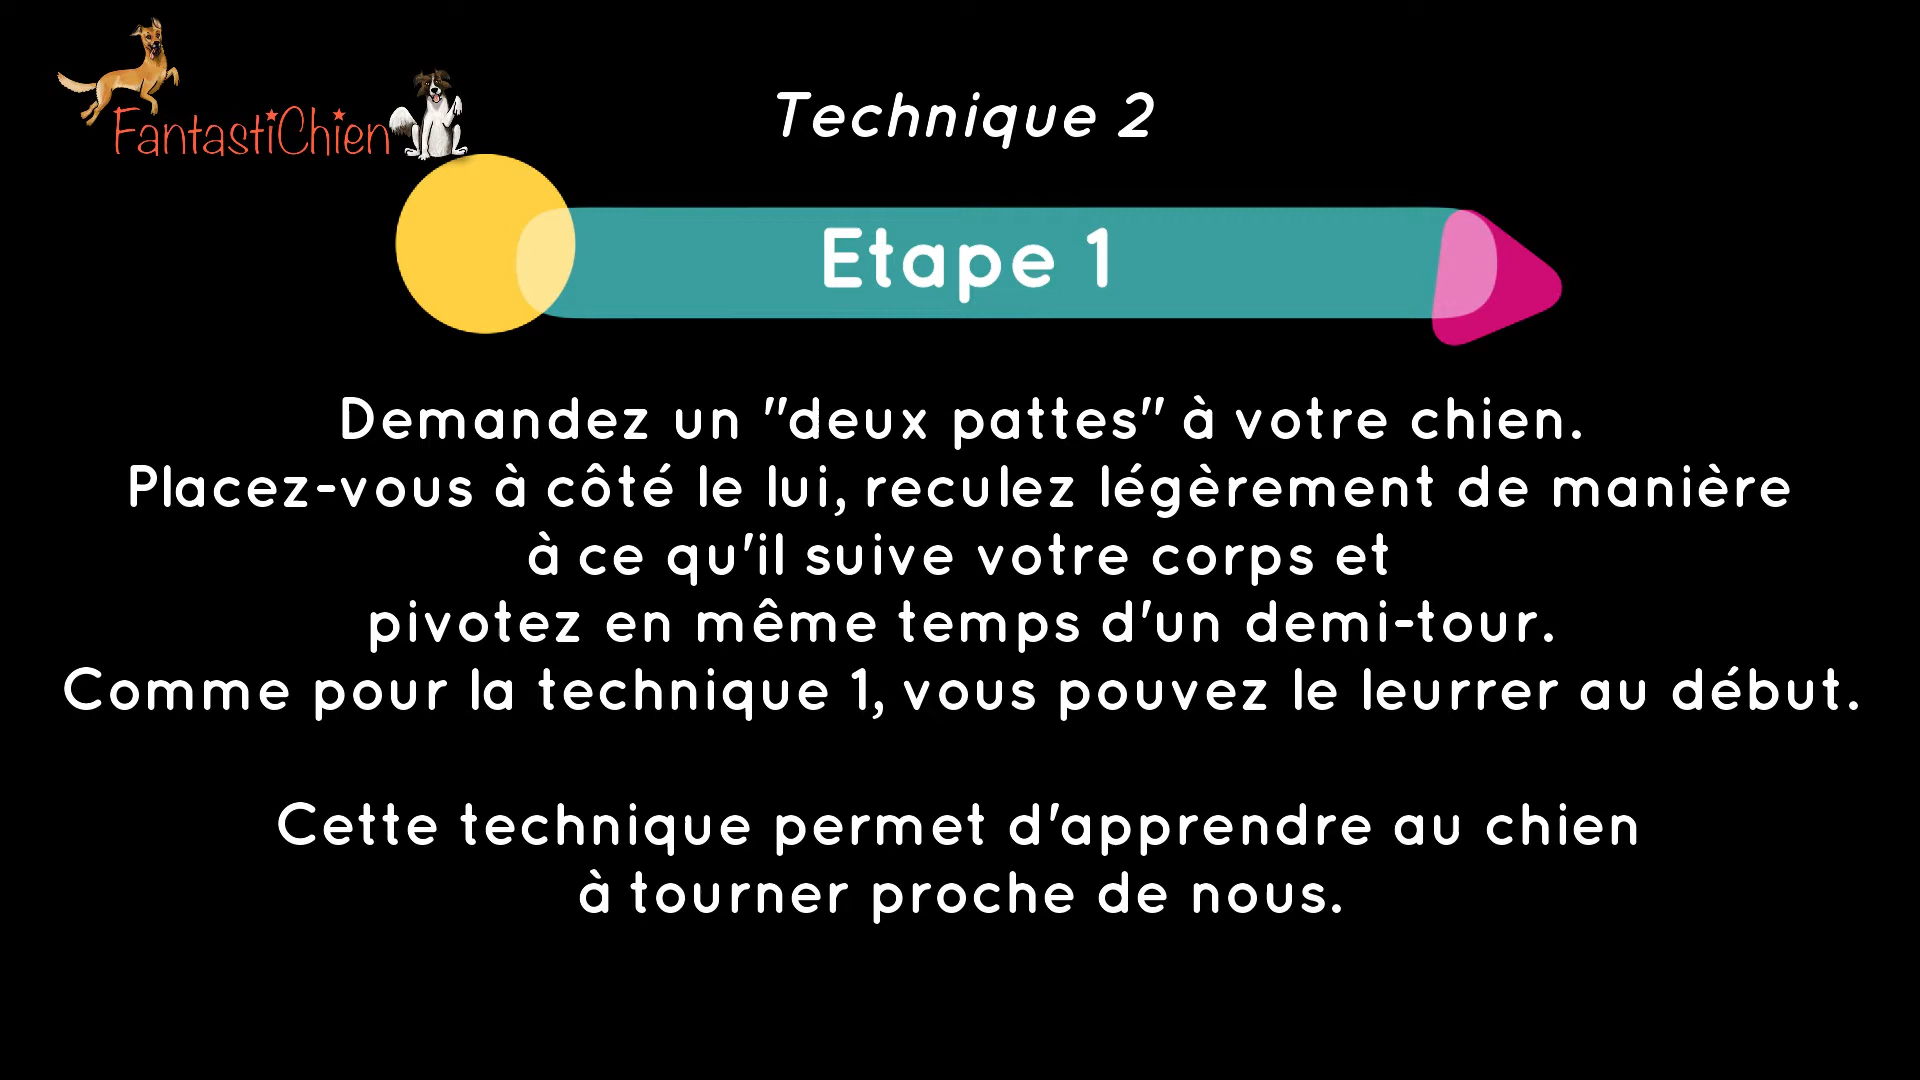 FantastiChien
Technique 2
Etape 1
Demandez un "deux pattes" à votre chien.
Placez-vous à côté le lui, reculez légèrement de manière
à ce qu'il suive votre corps et
pivotez en même temps d'un demi-tour.
Comme pour la technique 1, vous pouvez le leurrer au début.
Cette technique permet d'apprendre au chien
à tourner proche de nous.